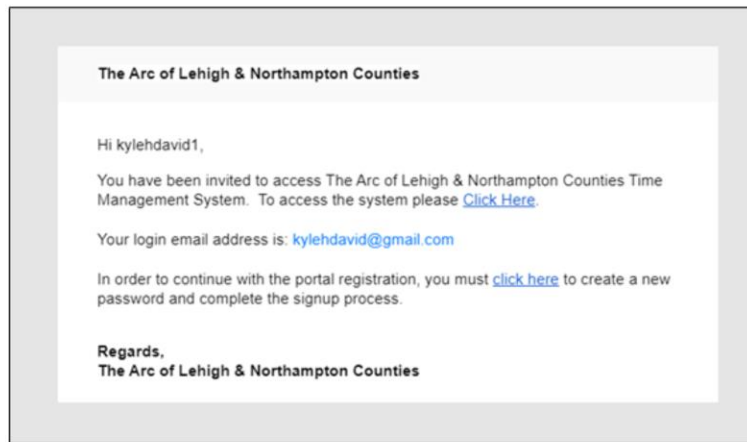 The Arc of Lehigh & Northampton Counties
Hi kylehdavid1,
You have been invited to access The Arc of Lehigh & Northampton Counties Time
Management System.  To access the system please Click Here.
Your login email address is: kylehdavid@gmail.com
In order to continue with the portal registration, you must click here to create a new
password and complete the signup process.
Regards,
The Arc of Lehigh & Northampton Counties